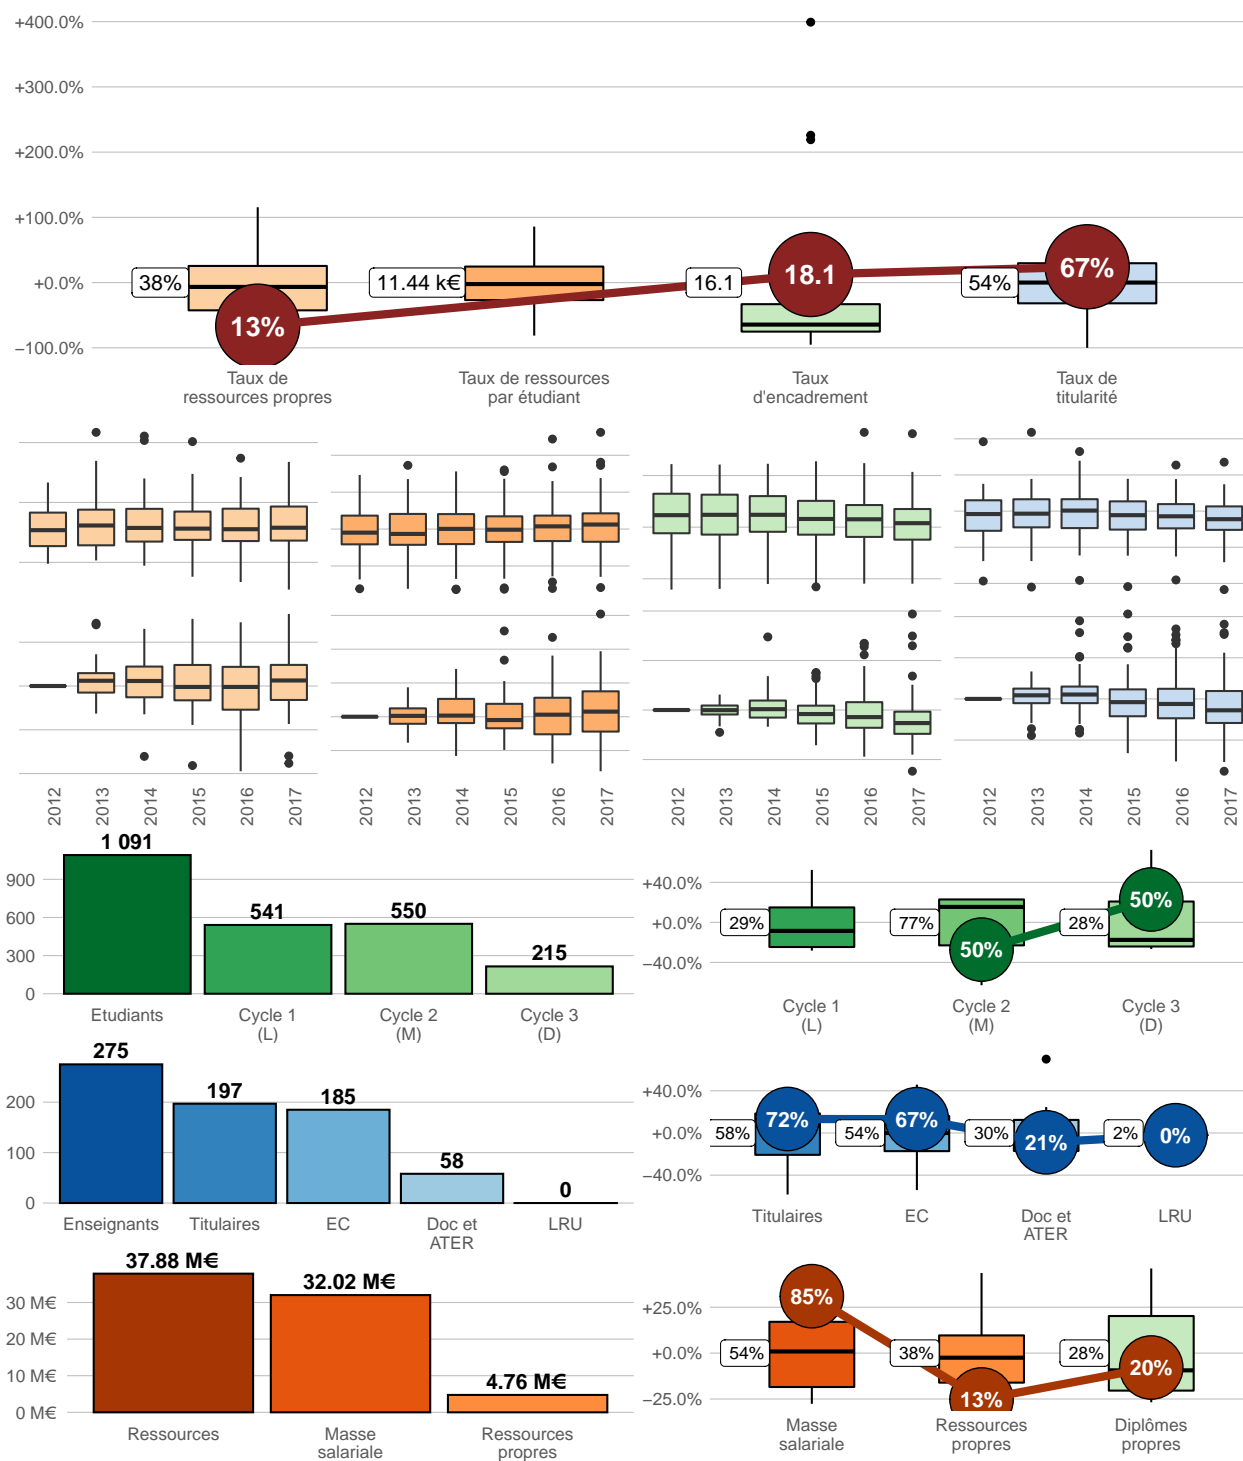 +400.0%
+300.0%
+200.0%
+100.0%
+0.0%
−100.0%
38%
11.44 k€
16.1
54%
13%
18.1
67%
Taux de
ressources propres
Taux de ressources
par étudiant
Taux
d'encadrement
Taux de
titularité
2012
2013
2014
2015
2016
2017
2012
2013
2014
2015
2016
2017
2012
2013
2014
2015
2016
2017
2012
2013
2014
2015
2016
2017
900
600
300
0
1 091
541
550
215
Etudiants
Cycle 1
(L)
Cycle 2
(M)
Cycle 3
(D)
+40.0%
+0.0%
−40.0%
29%
77%
28%
50%
50%
Cycle 1
(L)
Cycle 2
(M)
Cycle 3
(D)
200
100
0
275
197
185
58
0
Enseignants
Titulaires
EC
Doc et
ATER
LRU
+40.0%
+0.0%
−40.0%
58%
54%
30%
2%
72%
67%
21%
0%
Titulaires
EC
Doc et
ATER
LRU
30 M€
20 M€
10 M€
0 M€
37.88 M€
32.02 M€
4.76 M€
Ressources
Masse
salariale
Ressources
propres
+25.0%
+0.0%
−25.0%
54%
38%
28%
85%
13%
20%
Masse
salariale
Ressources
propres
Diplômes
propres